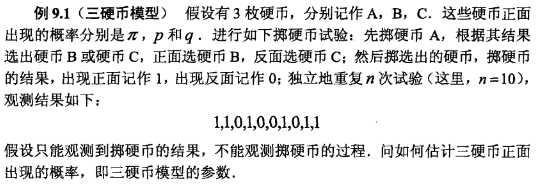 例 9.1（三硬币模型） 假设有 3 枚硬币，分别记作 A，B，C．这些硬币正面
出现的概率分别是 π，p 和 q．进行如下掷硬币试验：先掷硬币 A，根据其结果
选出硬币 B 或硬币 C，正面选硬币 B，反面选硬币 C；然后掷选出的硬币，掷硬币
的结果，出现正面记作 1，出现反面记作 0；独立地重复 n 次试验（这里，n=10），
观测结果如下：
1,1,0,1,0,0,1,0,1,1
假设只能观测到掷硬币的结果，不能观测掷硬币的过程．问如何估计三硬币正面
出现的概率，即三硬币模型的参数．